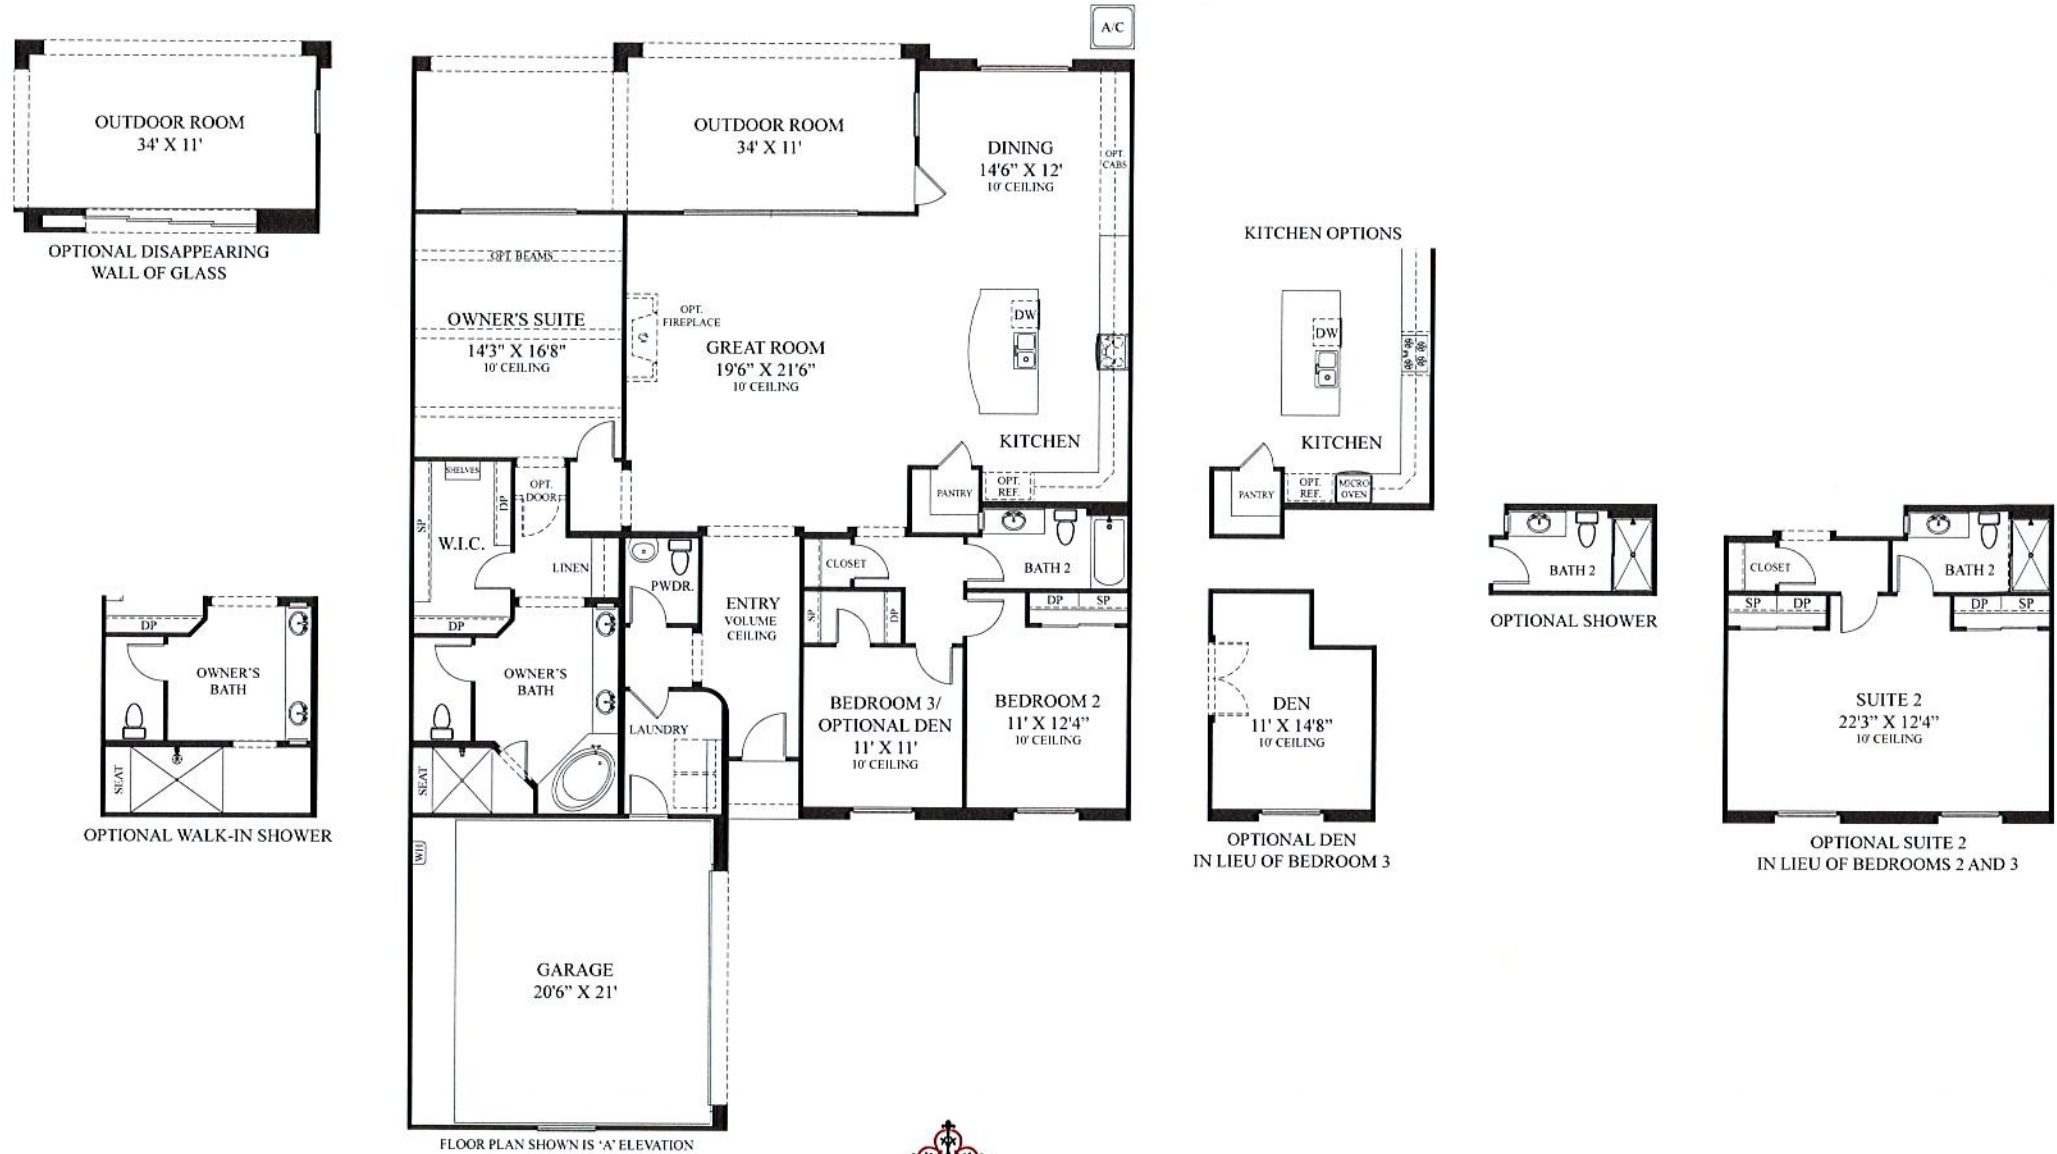 A/C
OUTDOOR ROOM
34' X 11'
OPTIONAL DISAPPEARING
WALL OF GLASS
OUTDOOR ROOM
34' X 11'
DINING
14'6" X 12'
10' CEILING
OPT.
CABS
OPT. BEAMS
OWNER'S SUITE
14'3" X 16'8"
10' CEILING
OPT.
FIREPLACE
GREAT ROOM
19'6" X 21'6"
10' CEILING
DW
KITCHEN
PANTRY
OPT.
REF.
SHELVES
DP
SP
W.I.C.
OPT.
DOOR
LINEN
DP
PWDR.
ENTRY
VOLUME
CEILING
CLOSET
BATH 2
SP
DP
DP
SP
OWNER'S
BATH
SEAT
LAUNDRY
BEDROOM 3/
OPTIONAL DEN
11' X 11'
10' CEILING
BEDROOM 2
11' X 12'4"
10' CEILING
WH
GARAGE
20'6" X 21'
FLOOR PLAN SHOWN IS 'A' ELEVATION
DP
OWNER'S
BATH
SEAT
OPTIONAL WALK-IN SHOWER
KITCHEN OPTIONS
DW
KITCHEN
PANTRY
OPT.
REF.
MICRO
OVEN
DEN
11' X 14'8"
10' CEILING
OPTIONAL DEN
IN LIEU OF BEDROOM 3
BATH 2
OPTIONAL SHOWER
CLOSET
BATH 2
SP
DP
DP
SP
SUITE 2
22'3" X 12'4"
10' CEILING
OPTIONAL SUITE 2
IN LIEU OF BEDROOMS 2 AND 3